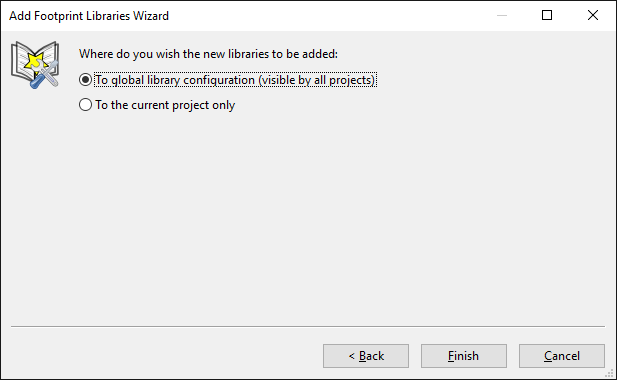 Add Footprint Libraries Wizard
Where do you wish the new libraries to be added:
To global library configuration (visible by all projects)
To the current project only
< Back
Finish
Cancel